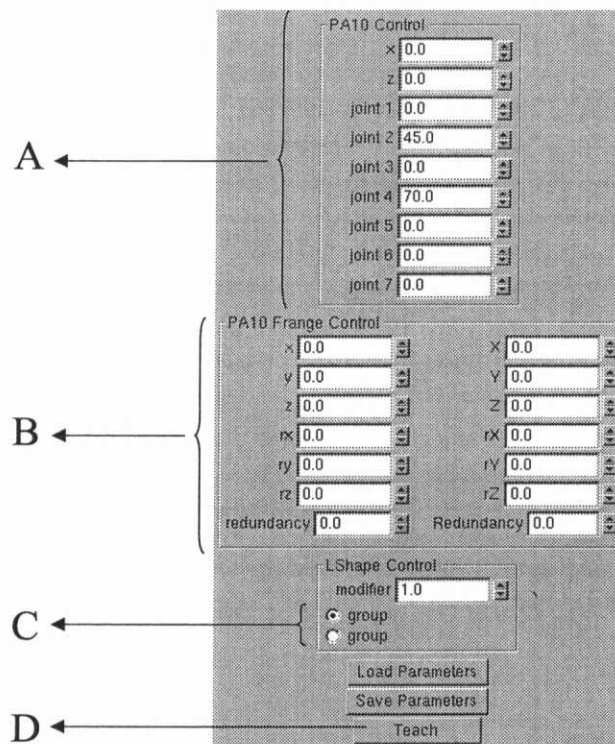 PA10 Control
x 0.0
z 0.0
joint 1 0.0
joint 2 45.0
A
joint 3 0.0
joint 4 70.0
joint 5 0.0
joint 6 0.0
joint 7 0.0
PA10 Frange Control
x 0.0 X 0.0
y 0.0 Y 0.0
z 0.0 Z 0.0
B
rx 0.0 rX 0.0
ry 0.0 rY 0.0
rz 0.0 rZ 0.0
redundancy 0.0 Redundancy 0.0
LShape Control
modifier 1.0
C
group
group
Load Parameters
Save Parameters
D
Teach